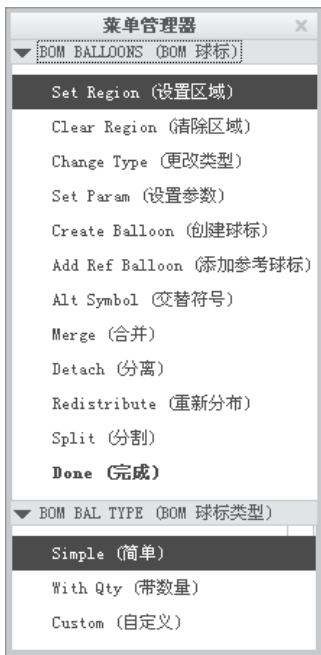 菜单管理器
BOM BALLOONS (BOM 球标)
Set Region (设置区域)
Clear Region (清除区域)
Change Type (更改类型)
Set Param (设置参数)
Create Balloon (创建球标)
Add Ref Balloon (添加参考球标)
Alt Symbol (交替符号)
Merge (合并)
Detach (分离)
Redistribute (重新分布)
Split (分割)
Done (完成)
BOM BAL TYPE (BOM 球标类型)
Simple (简单)
With Qty (带数量)
Custom (自定义)